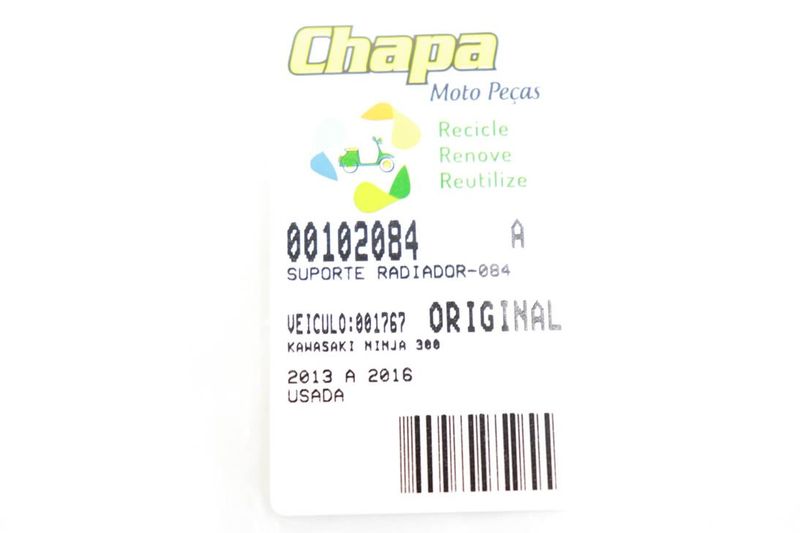 Chapa
Moto Peças
Recicle
Renove
Reutilize
00102084 A
SUPORTE RADIADOR-084
VEICULO:001767 ORIGINAL
KAWASAKI NINJA 300
2013 A 2016
USADA